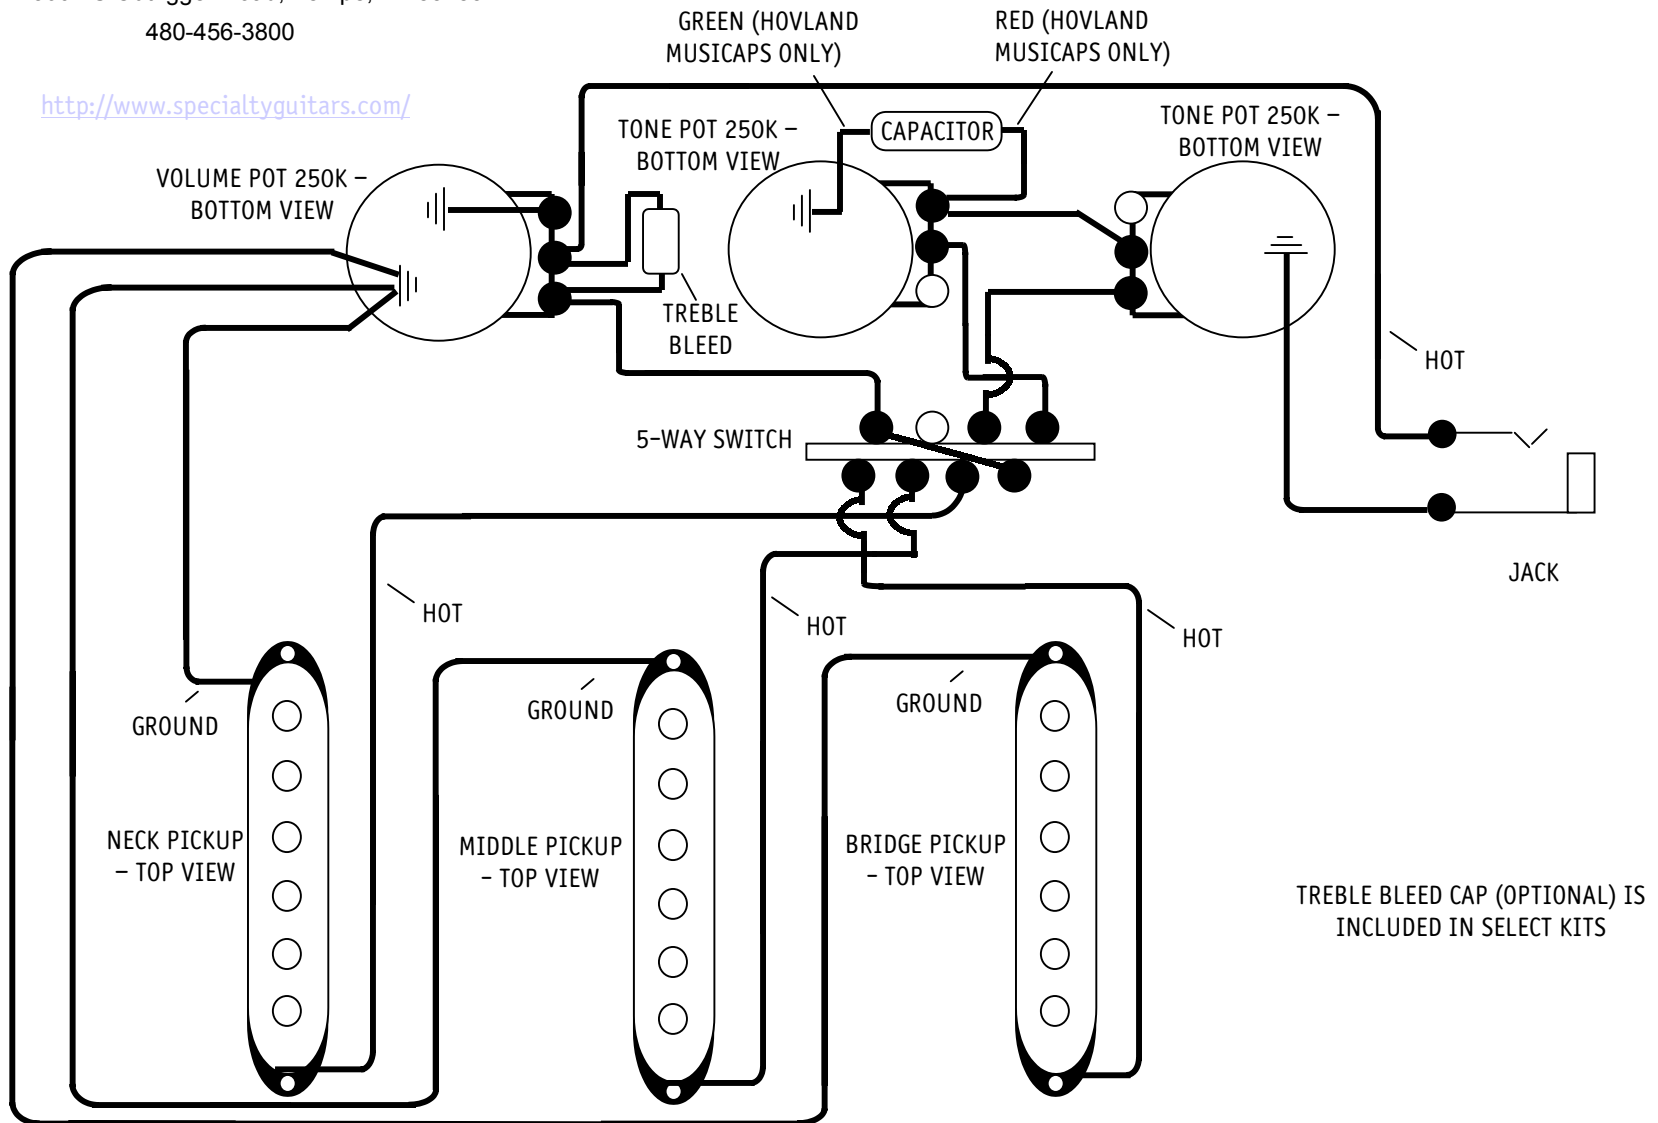 480-456-3800
http://www.specialtyguitars.com/
GREEN (HOVLAND
MUSICAPS ONLY)
RED (HOVLAND
MUSICAPS ONLY)
TONE POT 250K –
BOTTOM VIEW
CAPACITOR
TONE POT 250K –
BOTTOM VIEW
VOLUME POT 250K –
BOTTOM VIEW
TREBLE
BLEED
HOT
5-WAY SWITCH
JACK
HOT
HOT
HOT
GROUND
GROUND
GROUND
NECK PICKUP
– TOP VIEW
MIDDLE PICKUP
– TOP VIEW
BRIDGE PICKUP
– TOP VIEW
TREBLE BLEED CAP (OPTIONAL) IS
INCLUDED IN SELECT KITS